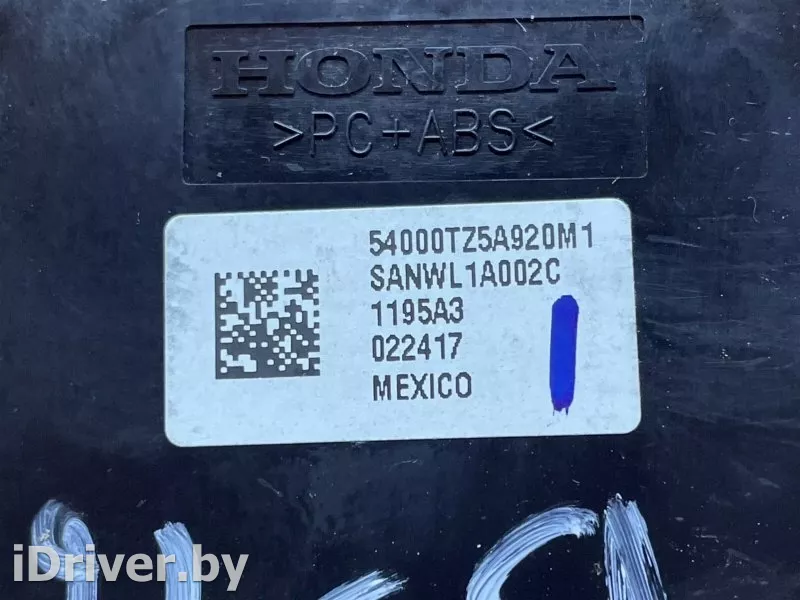 HONDA
>PC+ABS<
54000TZ5A920M1
SANWL1A002C
1195A3
022417
MEXICO
iDriver.by